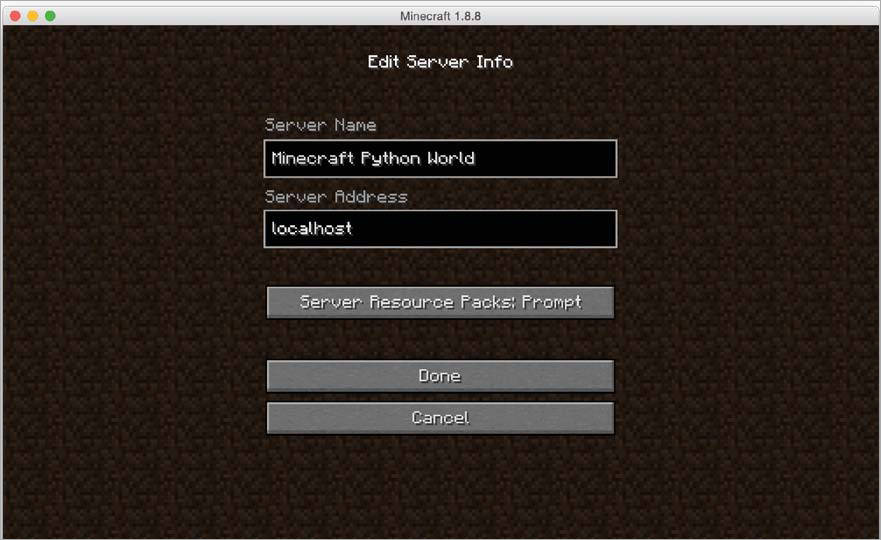 Minecraft 1.8.8
Edit Server Info
Server Name
Minecraft Python World
Server Address
localhost
Server Resource Packs: Prompt
Done
Cancel